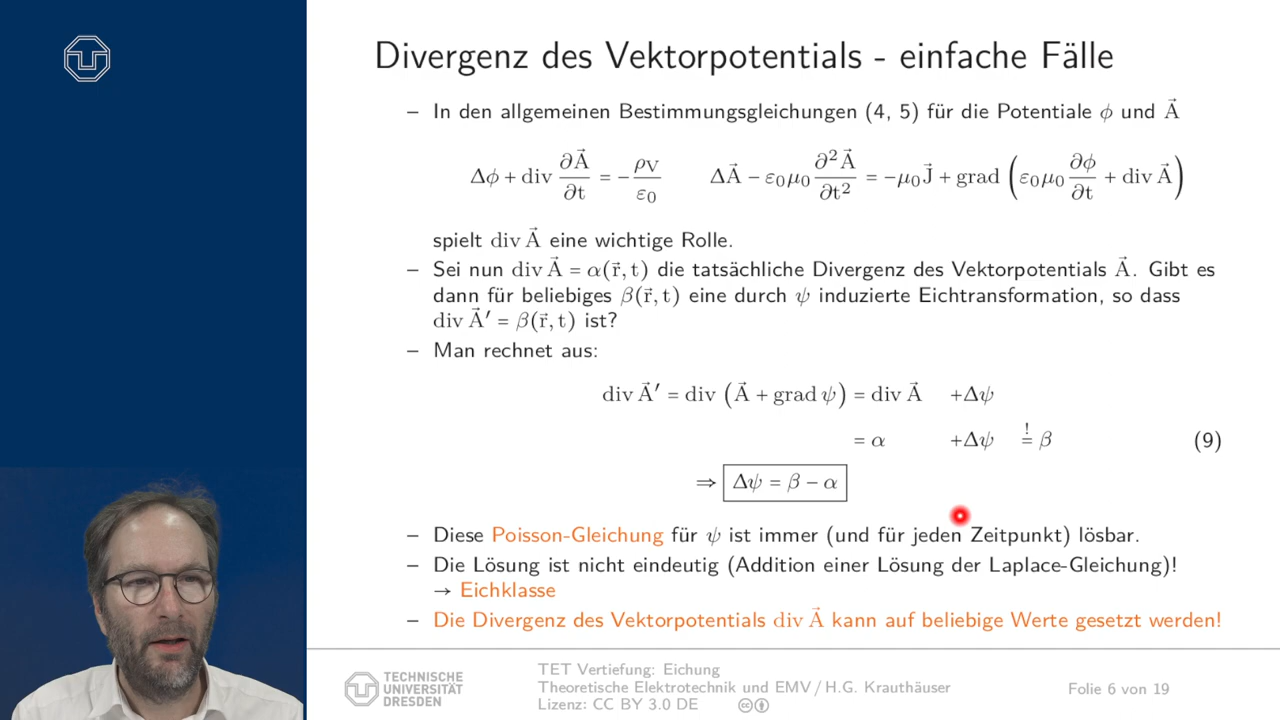 Divergenz des Vektorpotentials - einfache Fälle
– In den allgemeinen Bestimmungsgleichungen (4, 5) für die Potentiale ϕ und A⃗
Δϕ + div ∂A⃗/∂t = −ρV/ε₀    ΔA⃗ − ε₀μ₀ ∂²A⃗/∂t² = −μ₀J⃗ + grad (ε₀μ₀ ∂ϕ/∂t + div A⃗)
spielt div A⃗ eine wichtige Rolle.
– Sei nun div A⃗ = α(r⃗, t) die tatsächliche Divergenz des Vektorpotentials A⃗. Gibt es
dann für beliebiges β(r⃗, t) eine durch ψ induzierte Eichtransformation, so dass
div A⃗′ = β(r⃗, t) ist?
– Man rechnet aus:
div A⃗′ = div (A⃗ + grad ψ) = div A⃗ +Δψ
= α +Δψ =! β (9)
⇒ Δψ = β − α
– Diese Poisson-Gleichung für ψ ist immer (und für jeden Zeitpunkt) lösbar.
– Die Lösung ist nicht eindeutig (Addition einer Lösung der Laplace-Gleichung)!
→ Eichklasse
– Die Divergenz des Vektorpotentials div A⃗ kann auf beliebige Werte gesetzt werden!
TECHNISCHE
UNIVERSITÄT
DRESDEN
TET Vertiefung: Eichung
Theoretische Elektrotechnik und EMV / H.G. Krauthäuser
Lizenz: CC BY 3.0 DE
Folie 6 von 19